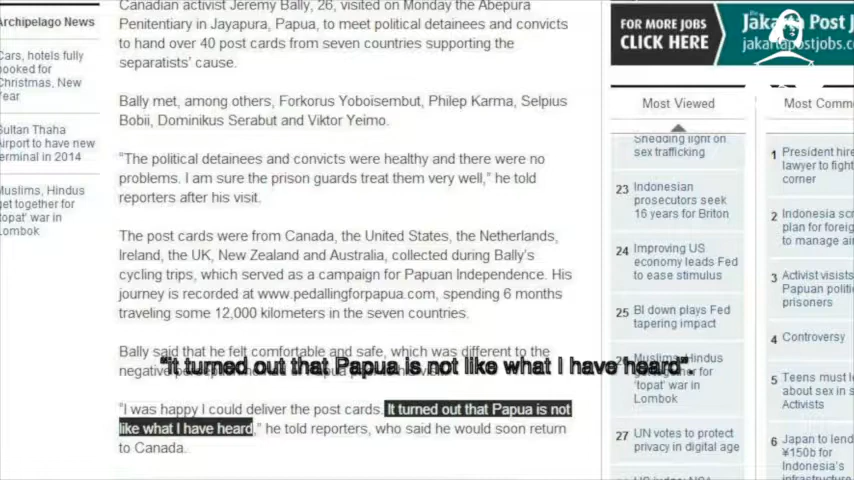 Archipelago News
Cars, hotels fully
booked for
Christmas, New
Year
Sultan Thaha
Airport to have new
terminal in 2014
Muslims, Hindus
get together for
'topat' war in
Lombok
Canadian activist Jeremy Bally, 26, visited on Monday the Abepura
Penitentiary in Jayapura, Papua, to meet political detainees and convicts
to hand over 40 post cards from seven countries supporting the
separatists' cause.
Bally met, among others, Forkorus Yoboisembut, Philep Karma, Selpius
Bobii, Dominikus Serabut and Viktor Yeimo.
"The political detainees and convicts were healthy and there were no
problems. I am sure the prison guards treat them very well," he told
reporters after his visit.
The post cards were from Canada, the United States, the Netherlands,
Ireland, the UK, New Zealand and Australia, collected during Bally's
cycling trips, which served as a campaign for Papuan Independence. His
journey is recorded at www.pedallingforpapua.com, spending 6 months
traveling some 12,000 kilometers in the seven countries.
Bally said that he felt comfortable and safe, which was different to the
negative
"it turned out that Papua is not like what I have heard".
"I was happy I could deliver the post cards. It turned out that Papua is not
like what I have heard," he told reporters, who said he would soon return
to Canada.
FOR MORE JOBS
CLICK HERE
Jakarta Post J
jakartapostjobs.c
Most Viewed
Shedding light on
sex trafficking
23 Indonesian
prosecutors seek
16 years for Briton
24 Improving US
economy leads Fed
to ease stimulus
25 BI down plays Fed
tapering impact
Muslims, Hindus
for
'topat' war in
Lombok
27 UN votes to protect
privacy in digital age
Most Comm
1 President hire
lawyer to fight
corner
2 Indonesia scr
plan for foreig
to manage air
3 Activist visits
Papuan politi
prisoners
4 Controversy
5 Teens must le
about sex in s
Activists
6 Japan to lend
¥150b for
Indonesia's
infrastructure